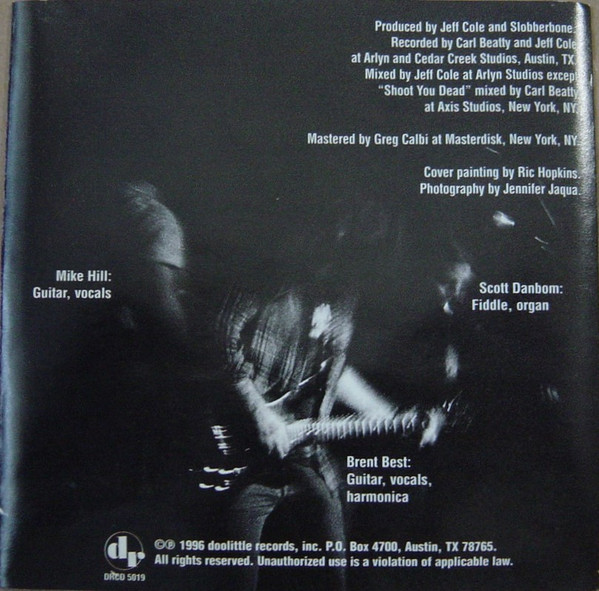 Produced by Jeff Cole and Slobberbone.
Recorded by Carl Beatty and Jeff Cole
at Arlyn and Cedar Creek Studios, Austin, TX.
Mixed by Jeff Cole at Arlyn Studios except
“Shoot You Dead” mixed by Carl Beatty
at Axis Studios, New York, NY.
Mastered by Greg Calbi at Masterdisk, New York, NY.
Cover painting by Ric Hopkins.
Photography by Jennifer Jaqua.
Mike Hill:
Guitar, vocals
Scott Danbom:
Fiddle, organ
Brent Best:
Guitar, vocals,
harmonica
dr
DRCD 5019
©℗ 1996 doolittle records, inc. P.O. Box 4700, Austin, TX 78765.
All rights reserved. Unauthorized use is a violation of applicable law.